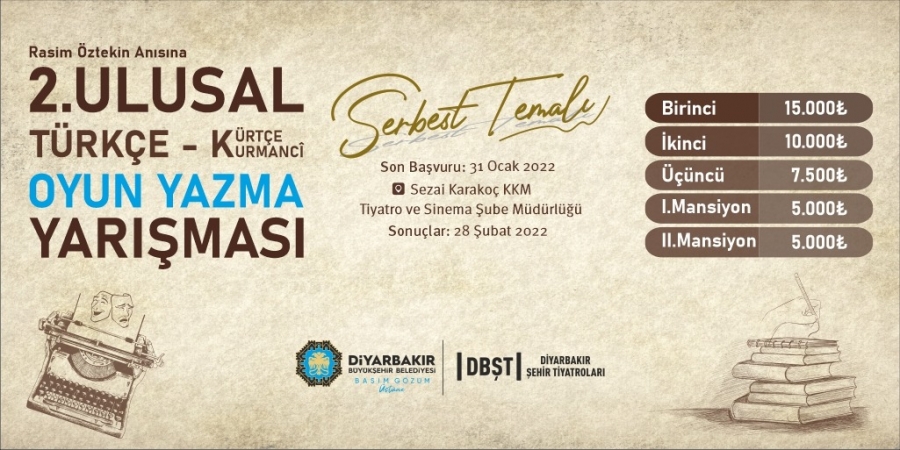 Rasim Öztekin Anısına
2.ULUSAL
TÜRKÇE - KÜRTÇE
KURMANCÎ
OYUN YAZMA
YARIŞMASI
Serbest Temalı
Son Başvuru: 31 Ocak 2022
Sezai Karakoç KKM
Tiyatro ve Sinema Şube Müdürlüğü
Sonuçlar: 28 Şubat 2022
Birinci 15.000₺
İkinci 10.000₺
Üçüncü 7.500₺
I.Mansiyon 5.000₺
II.Mansiyon 5.000₺
DİYARBAKIR
BÜYÜKŞEHİR BELEDİYESİ
BAŞIM GÖZÜM
Üstüne
DBŞT
DİYARBAKIR
ŞEHİR TİYATROLARI